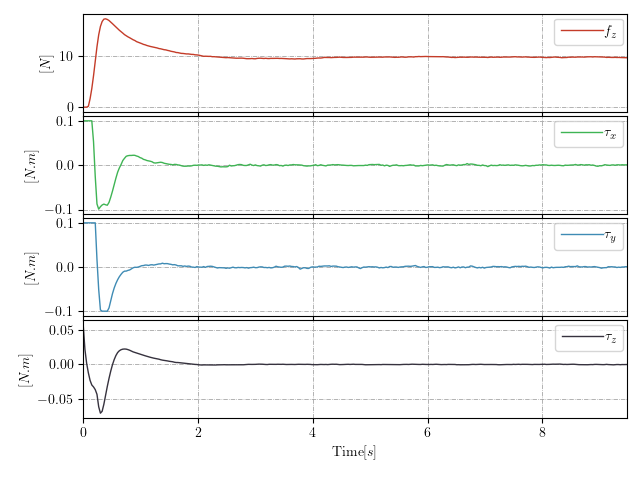 10
0
[N]
f_z
0.1
0.0
−0.1
[N.m]
τ_x
0.1
0.0
−0.1
[N.m]
τ_y
0.05
0.00
−0.05
[N.m]
τ_z
0 2 4 6 8
Time[s]